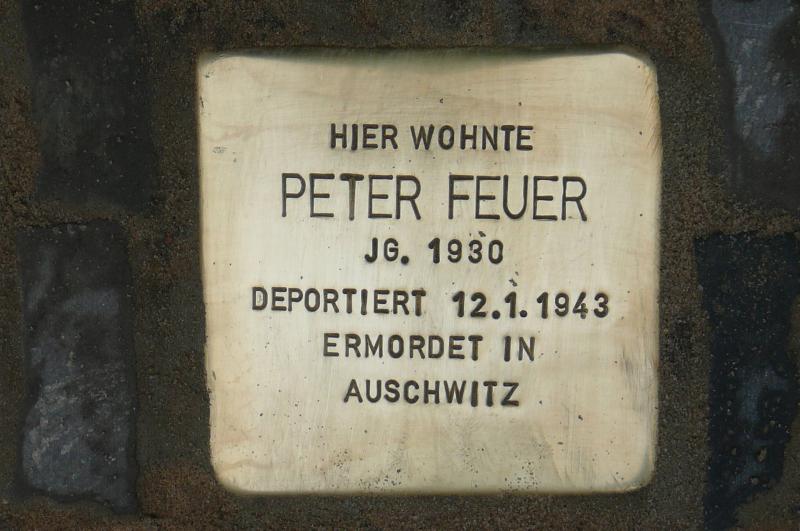 HIER WOHNTE
PETER FEUER
JG. 1930
DEPORTIERT 12.1.1943
ERMORDET IN
AUSCHWITZ